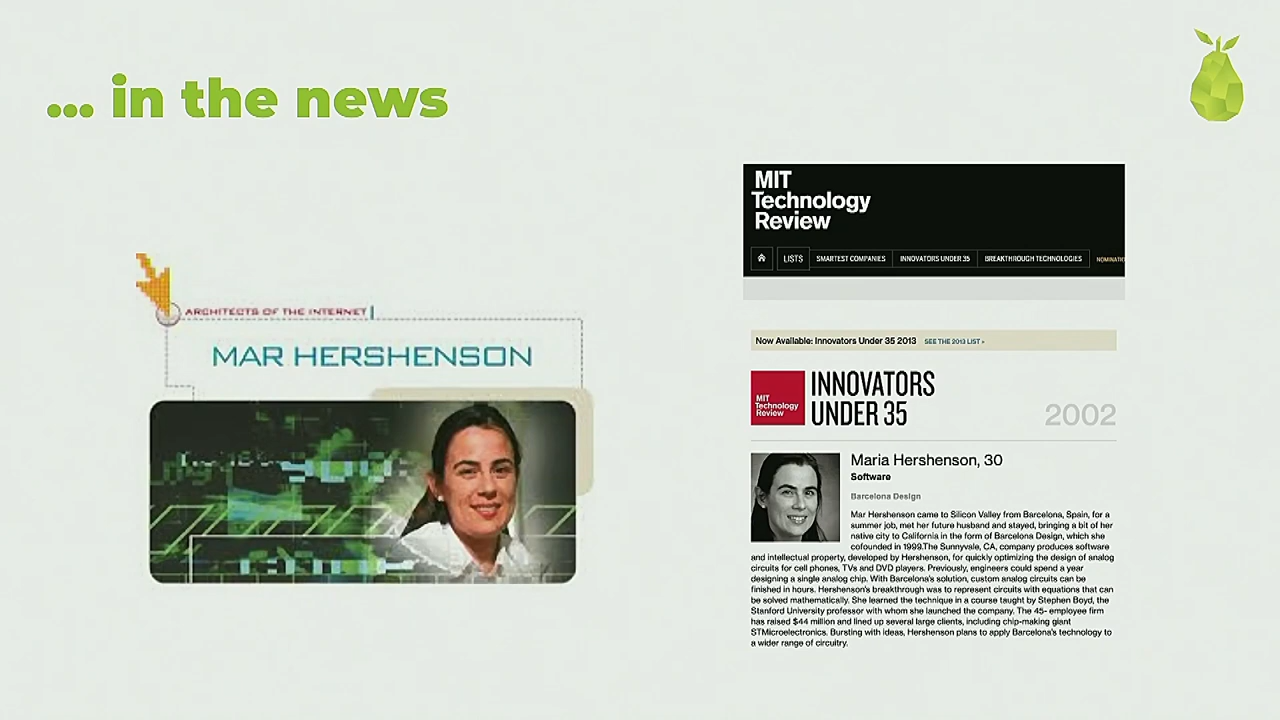 ... in the news
ARCHITECTS OF THE INTERNET
MAR HERSHENSON
MIT
Technology
Review
LISTS SMARTEST COMPANIES INNOVATORS UNDER 35 BREAKTHROUGH TECHNOLOGIES
Now Available: Innovators Under 35 2013 SEE THE 2013 LIST »
MIT
Technology
Review
INNOVATORS
UNDER 35
2002
Maria Hershenson, 30
Software
Barcelona Design
Mar Hershenson came to Silicon Valley from Barcelona, Spain, for a
summer job, met her future husband and stayed, bringing a bit of her
native city to California in the form of Barcelona Design, which she
cofounded in 1999.The Sunnyvale, CA, company produces software
and intellectual property, developed by Hershenson, for quickly optimizing the design of analog
circuits for cell phones, TVs and DVD players. Previously, engineers could spend a year
designing a single analog chip. With Barcelona's solution, custom analog circuits can be
finished in hours. Hershenson's breakthrough was to represent circuits with equations that can
be solved mathematically. She learned the technique in a course taught by Stephen Boyd, the
Stanford University professor with whom she launched the company. The 45- employee firm
has raised $44 million and lined up several large clients, including chip-making giant
STMicroelectronics. Bursting with ideas, Hershenson plans to apply Barcelona's technology to
a wider range of circuitry.